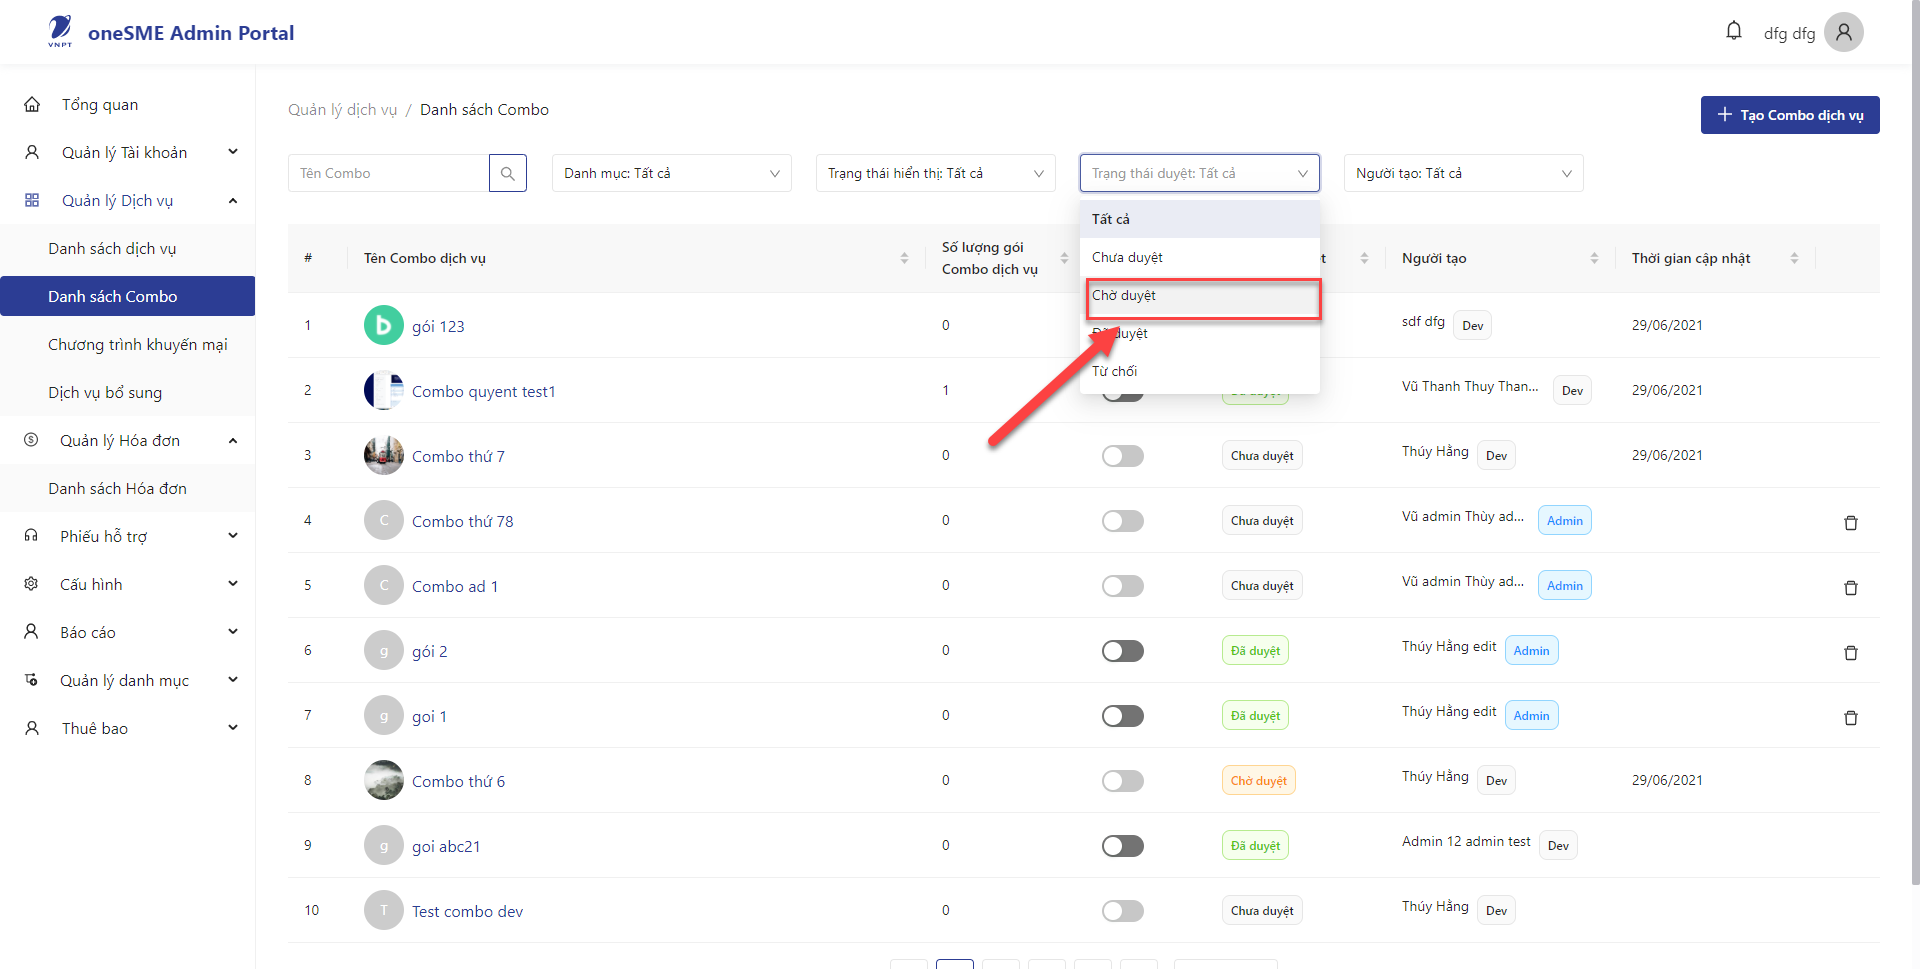 VNPT
oneSME Admin Portal
dfg dfg
Tổng quan
Quản lý Tài khoản
Quản lý Dịch vụ
Danh sách dịch vụ
Danh sách Combo
Chương trình khuyến mại
Dịch vụ bổ sung
Quản lý Hóa đơn
Danh sách Hóa đơn
Phiếu hỗ trợ
Cấu hình
Báo cáo
Quản lý danh mục
Thuê bao
Quản lý dịch vụ / Danh sách Combo
+ Tạo Combo dịch vụ
Tên Combo
Danh mục: Tất cả
Trạng thái hiển thị: Tất cả
Trạng thái duyệt: Tất cả
Người tạo: Tất cả
Tất cả
Chưa duyệt
Chờ duyệt
duyệt
Từ chối
# Tên Combo dịch vụ Số lượng gói Combo dịch vụ t Người tạo Thời gian cập nhật
1 b gói 123 0 sdf dfg Dev 29/06/2021
2 Combo quyent test1 1 Vũ Thanh Thuy Than... Dev 29/06/2021
3 Combo thứ 7 0 Chưa duyệt Thúy Hằng Dev 29/06/2021
4 C Combo thứ 78 0 Chưa duyệt Vũ admin Thùy ad... Admin
5 C Combo ad 1 0 Chưa duyệt Vũ admin Thùy ad... Admin
6 g gói 2 0 Đã duyệt Thúy Hằng edit Admin
7 g goi 1 0 Đã duyệt Thúy Hằng edit Admin
8 Combo thứ 6 0 Chờ duyệt Thúy Hằng Dev 29/06/2021
9 g goi abc21 0 Đã duyệt Admin 12 admin test Dev
10 T Test combo dev 0 Chưa duyệt Thúy Hằng Dev